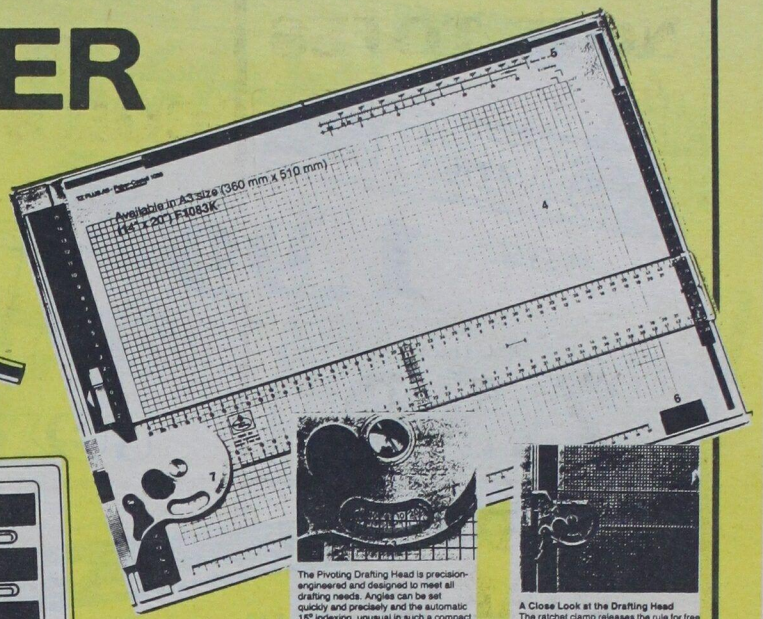 ER
5
Available in A3 size (360 mm x 510 mm)
(14" x 20") F1083K
4
6
7
The Pivoting Drafting Head is precision-
engineered and designed to meet all
drafting needs. Angles can be set
quickly and precisely and the automatic
15° indexing, unusual in such a compact
A Close Look at the Drafting Head
The ratchet clamp releases the rule for free